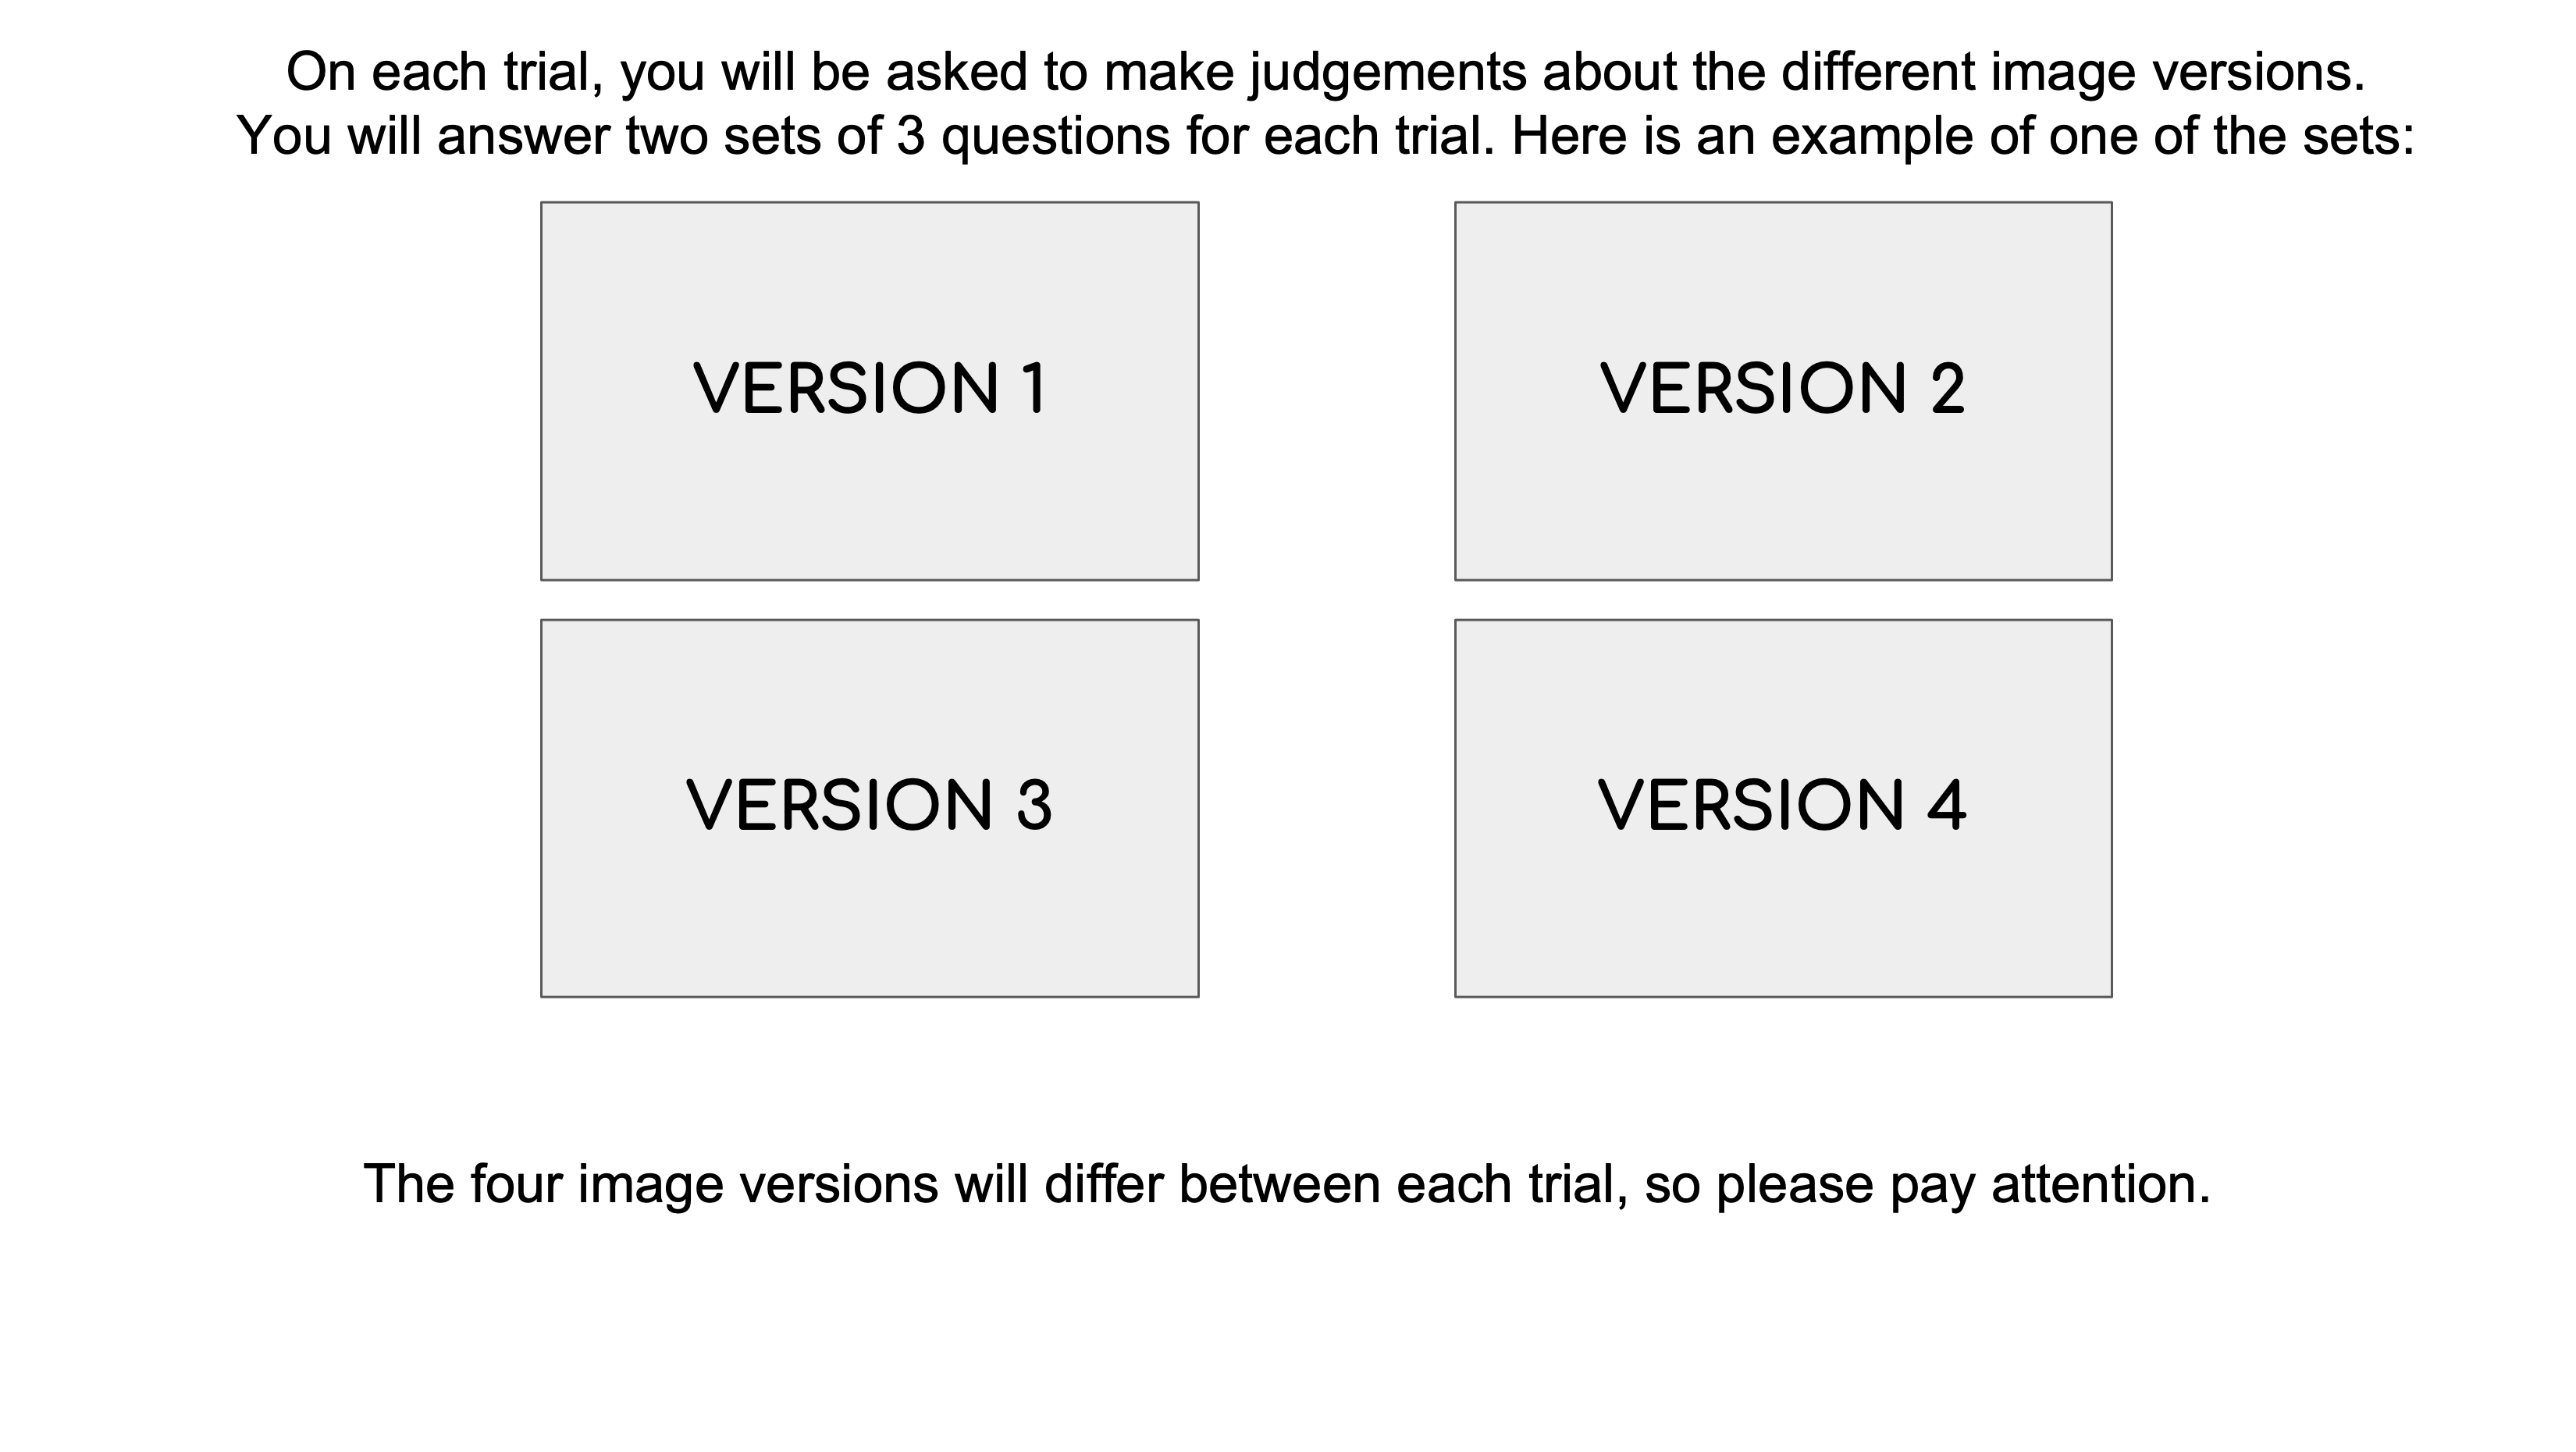 On each trial, you will be asked to make judgements about the different image versions.
You will answer two sets of 3 questions for each trial. Here is an example of one of the sets:
VERSION 1
VERSION 2
VERSION 3
VERSION 4
The four image versions will differ between each trial, so please pay attention.